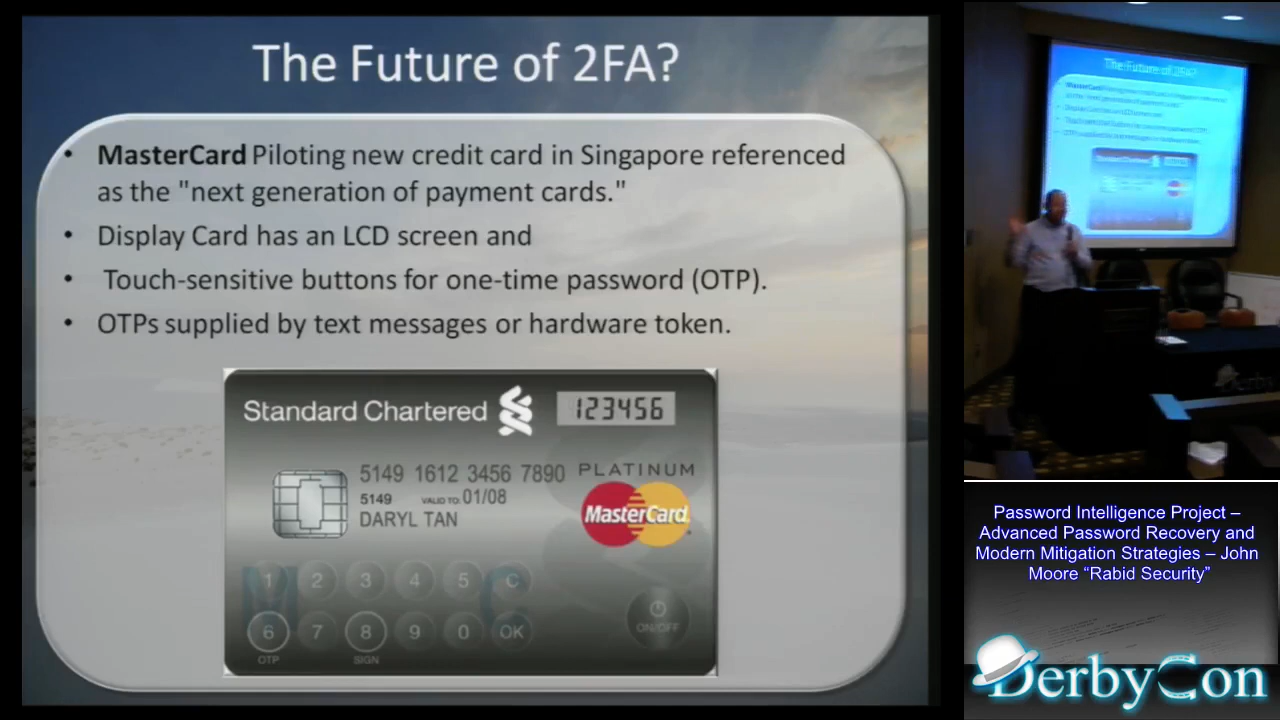 The Future of 2FA?
• MasterCard Piloting new credit card in Singapore referenced
as the "next generation of payment cards."
• Display Card has an LCD screen and
• Touch-sensitive buttons for one-time password (OTP).
• OTPs supplied by text messages or hardware token.
Standard Chartered
123456
5149 1612 3456 7890
PLATINUM
5149 VALID TO: 01/08
DARYL TAN
MasterCard
1 2 3 4 5 C
6 7 8 9 0 OK
ON/OFF
OTP SIGN
The Future of 2FA?
Password Intelligence Project –
Advanced Password Recovery and
Modern Mitigation Strategies – John
Moore “Rabid Security”
DerbyCon